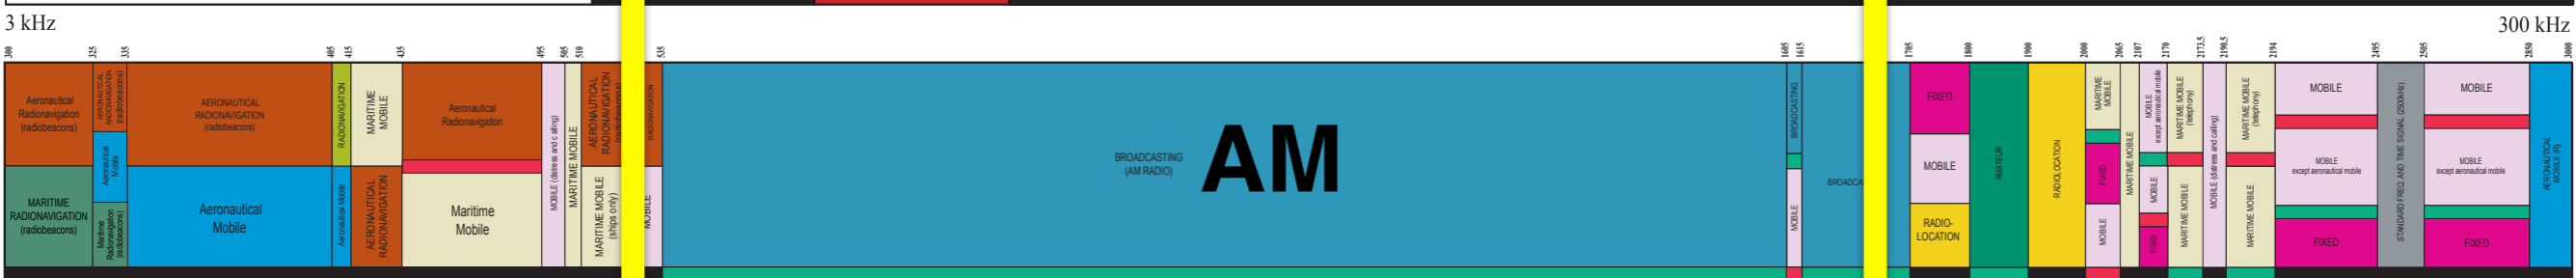 3 kHz
300 kHz
300
325
335
405
415
435
495
505
510
535
1605
1615
1705
1800
1900
2000
2065
2107
2170
2173.5
2190.5
2194
2495
2505
2850
3000
Aeronautical
Radionavigation
(radiobeacons)
MARITIME
RADIONAVIGATION
(radiobeacons)
AERONAUTICAL
RADIONAVIGATION
(radiobeacons)
Aeronautical
Mobile
Maritime
Radionavigation
(radiobeacons)
AERONAUTICAL
RADIONAVIGATION
(radiobeacons)
Aeronautical
Mobile
RADIONAVIGATION
Aeronautical Mobile
MARITIME
MOBILE
AERONAUTICAL
RADIONAVIGATION
Aeronautical
Radionavigation
Maritime
Mobile
MOBILE (distress and calling)
MARITIME MOBILE
AERONAUTICAL
RADIONAVIGATION
(radiobeacons)
MARITIME MOBILE
(ships only)
RADIONAVIGATION
MOBILE
BROADCASTING
(AM RADIO)
AM
BROADCASTING
MOBILE
BROADCA
FIXED
MOBILE
RADIO-
LOCATION
AMATEUR
RADIOLOCATION
MARITIME
MOBILE
FIXED
MOBILE
MARITIME MOBILE
MOBILE
except aeronautical mobile
MOBILE
FIXED
MARITIME MOBILE
(telephony)
MARITIME MOBILE
MOBILE (distress and calling)
MARITIME MOBILE
(telephony)
MARITIME MOBILE
MOBILE
MOBILE
except aeronautical mobile
FIXED
STANDARD FREQ. AND TIME SIGNAL (2500kHz)
MOBILE
MOBILE
except aeronautical mobile
FIXED
AERONAUTICAL
MOBILE (R)